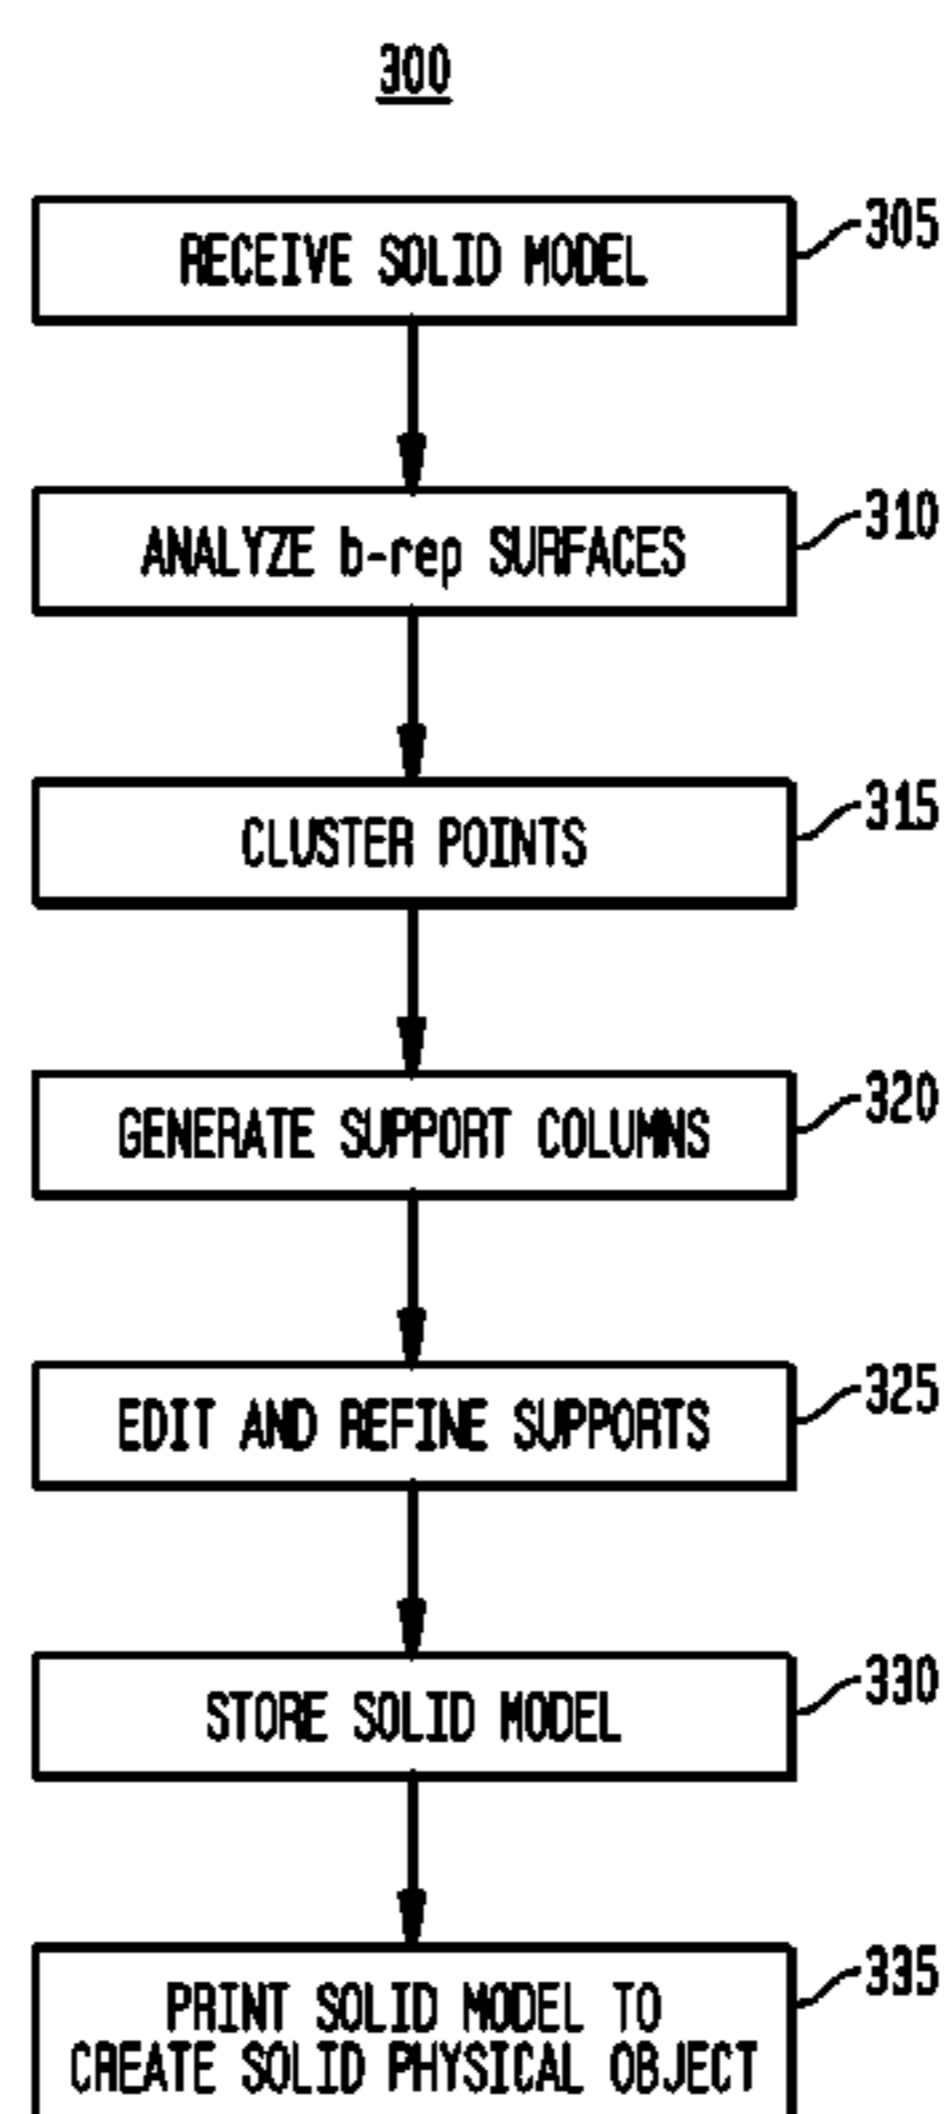 300
RECEIVE SOLID MODEL
305
ANALYZE b-rep SURFACES
310
CLUSTER POINTS
315
GENERATE SUPPORT COLUMNS
320
EDIT AND REFINE SUPPORTS
325
STORE SOLID MODEL
330
PRINT SOLID MODEL TO
CREATE SOLID PHYSICAL OBJECT
335